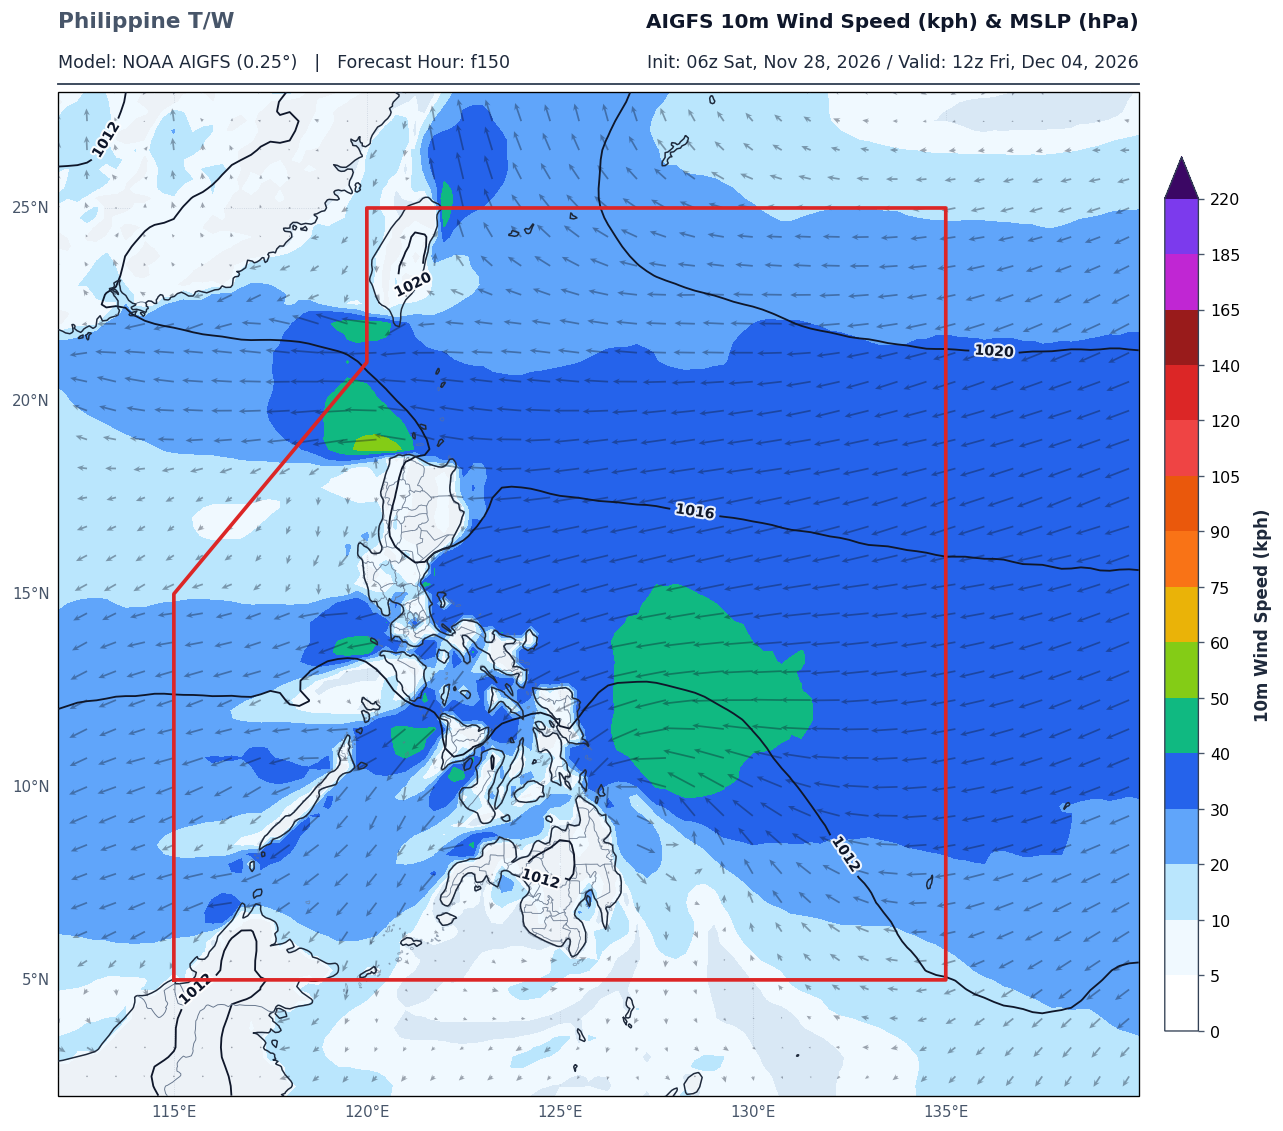 Philippine T/W
AIGFS 10m Wind Speed (kph) & MSLP (hPa)
Model: NOAA AIGFS (0.25°)   |   Forecast Hour: f150
Init: 06z Sat, Nov 28, 2026 / Valid: 12z Fri, Dec 04, 2026
1012
1020
1020
1016
1012
1012
1012
25°N
20°N
15°N
10°N
5°N
115°E
120°E
125°E
130°E
135°E
220
185
165
140
120
105
90
75
60
50
40
30
20
10
5
0
10m Wind Speed (kph)